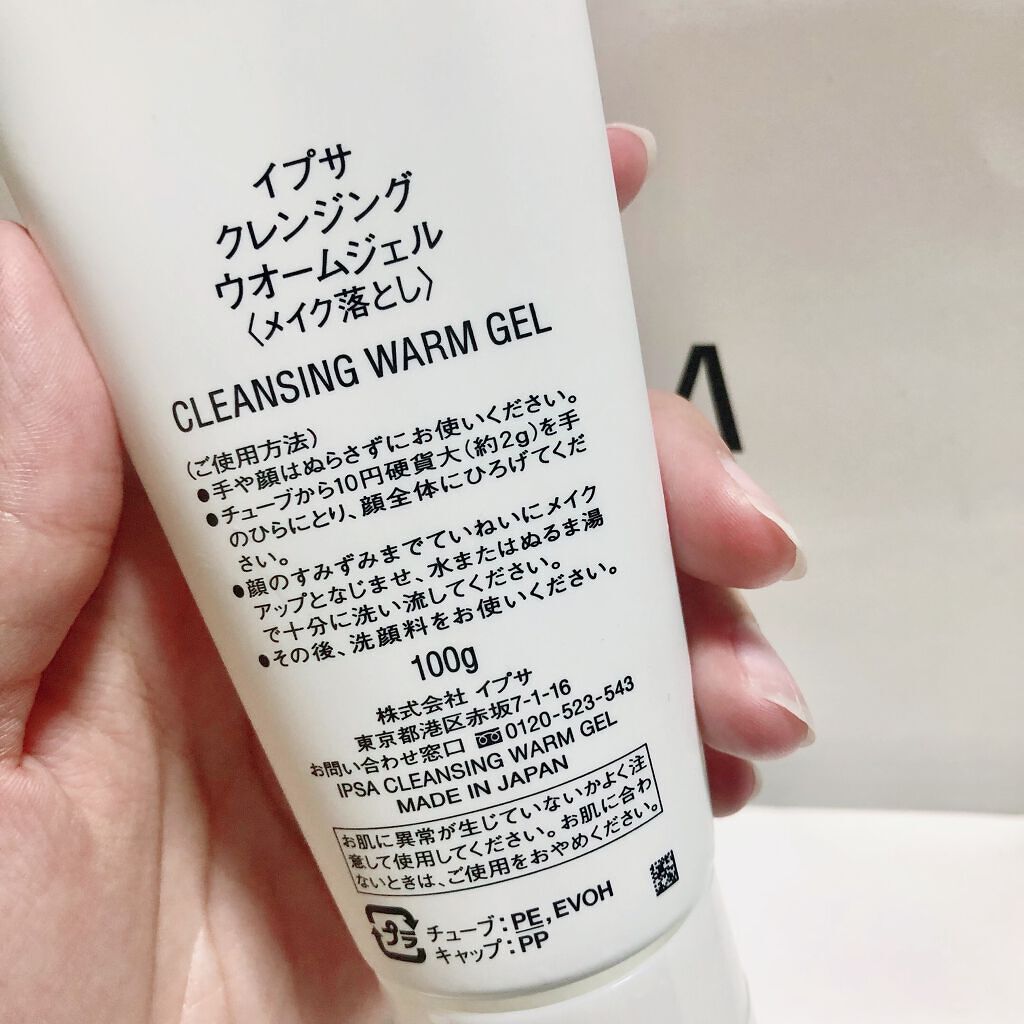 イプサ
クレンジング
ウオームジェル
〈メイク落とし〉
CLEANSING WARM GEL
(ご使用方法)
●手や顔はぬらさずにお使いください。
●チューブから10円硬貨大(約2g)を手
のひらにとり、顔全体にひろげてくだ
さい。
●顔のすみずみまでていねいにメイク
アップとなじませ、水またはぬるま湯
で十分に洗い流してください。
●その後、洗顔料をお使いください。
100g
株式会社 イプサ
東京都港区赤坂7-1-16
お問い合わせ窓口 0120-523-543
IPSA CLEANSING WARM GEL
MADE IN JAPAN
お肌に異常が生じていないかよく注
意して使用してください。お肌に合わ
ないときは、ご使用をおやめください。
プラ
チューブ:PE,EVOH
キャップ:PP